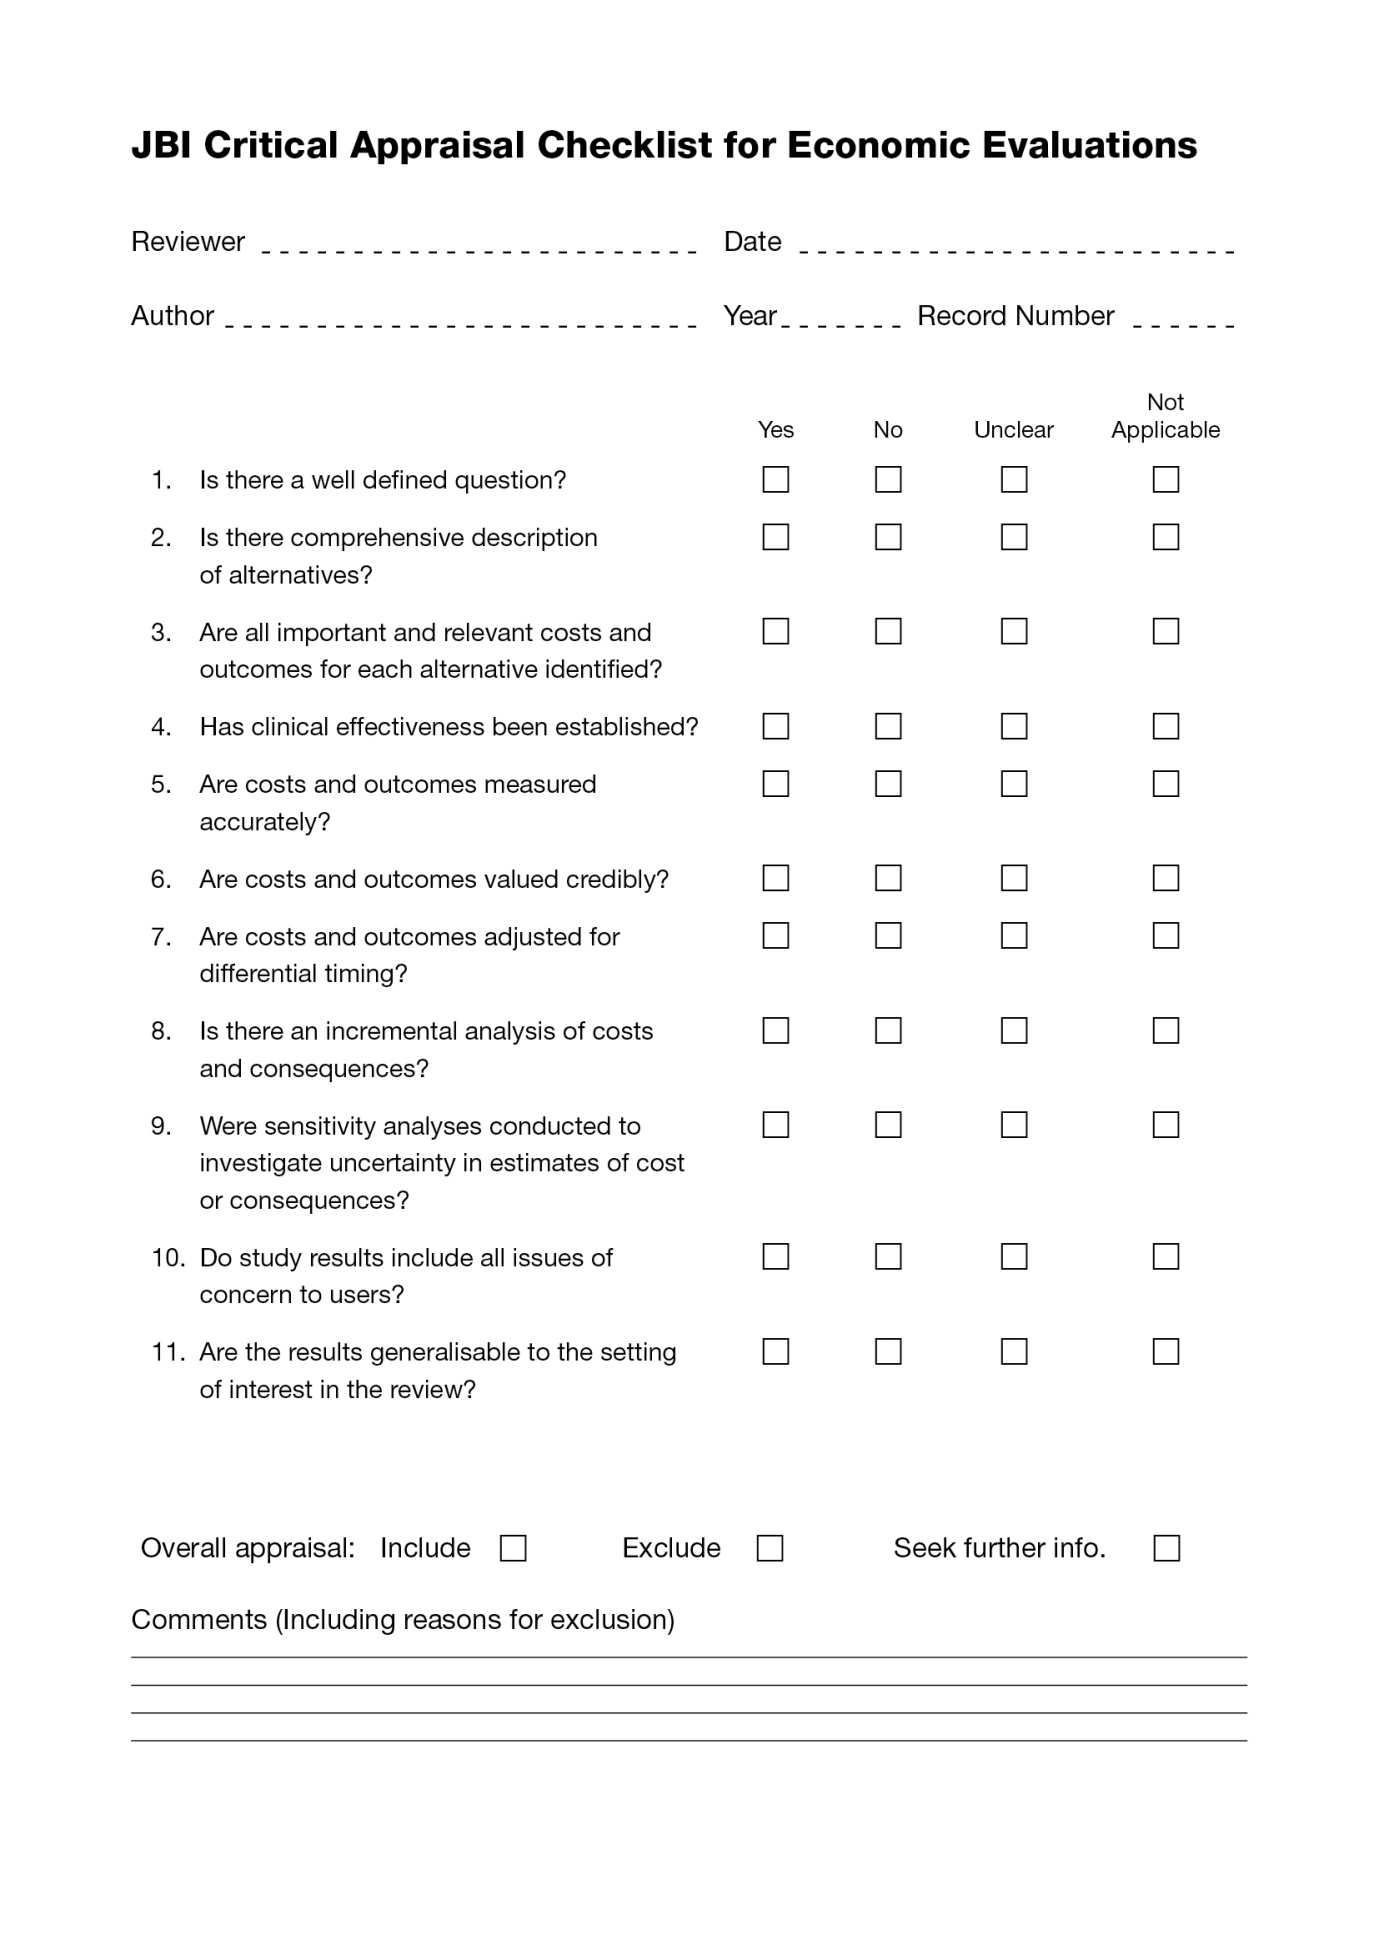 JBI Critical Appraisal Checklist for Economic Evaluations
Reviewer Date
Author Year Record Number
Not
Yes No Unclear Applicable
1. Is there a well defined question?
2. Is there comprehensive description
of alternatives?
3. Are all important and relevant costs and
outcomes for each alternative identified?
4. Has clinical effectiveness been established?
5. Are costs and outcomes measured
accurately?
6. Are costs and outcomes valued credibly?
7. Are costs and outcomes adjusted for
differential timing?
8. Is there an incremental analysis of costs
and consequences?
9. Were sensitivity analyses conducted to
investigate uncertainty in estimates of cost
or consequences?
10. Do study results include all issues of
concern to users?
11. Are the results generalisable to the setting
of interest in the review?
Overall appraisal: Include Exclude Seek further info.
Comments (Including reasons for exclusion)